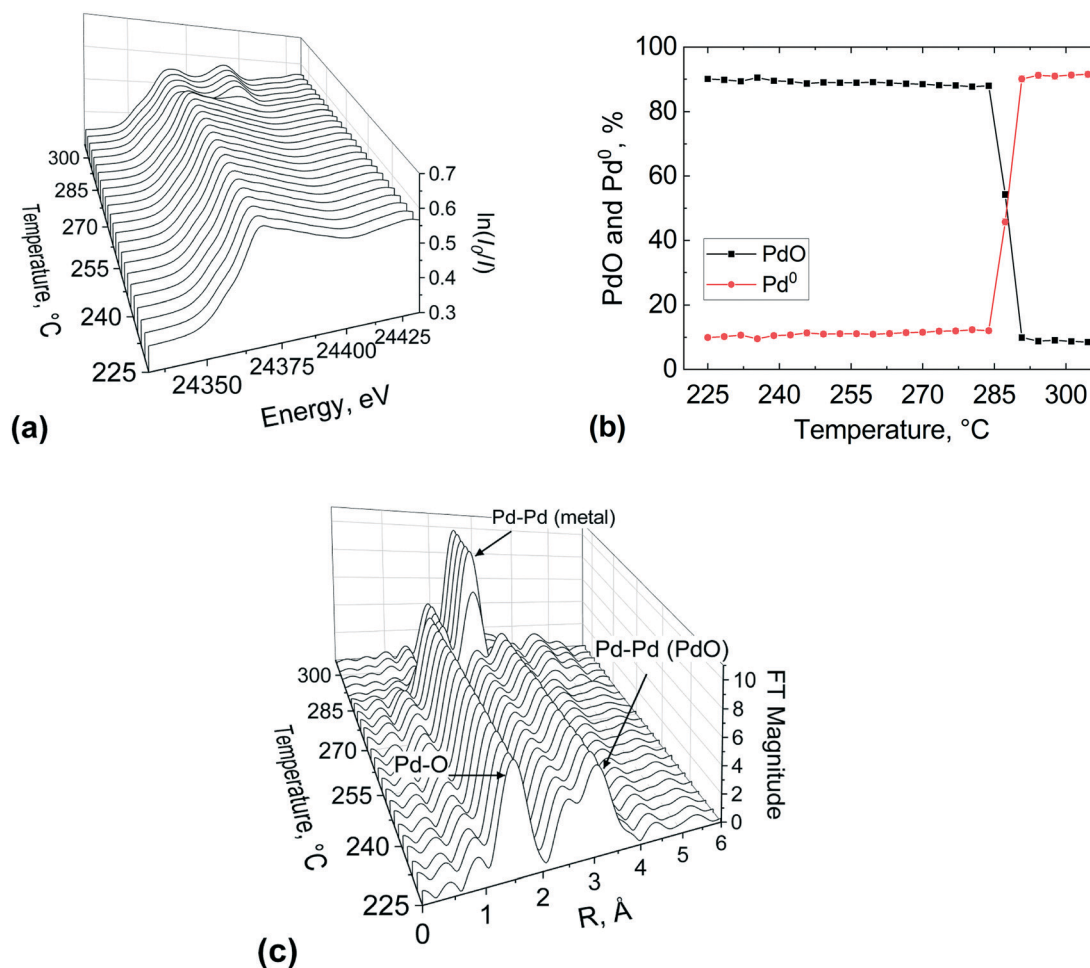 300
285
270
255
240
225
Temperature, °C
24350
24375
24400
24425
Energy, eV
0.7
0.6
0.5
0.4
0.3
ln(I₀/I)
(a)
100
80
60
40
20
0
PdO and Pd⁰, %
PdO
Pd⁰
225 240 255 270 285 300
Temperature, °C
(b)
Pd-Pd (metal)
Pd-Pd (PdO)
Pd-O
300
285
270
255
240
225
Temperature, °C
0 1 2 3 4 5 6
R, Å
10
8
6
4
2
0
FT Magnitude
(c)